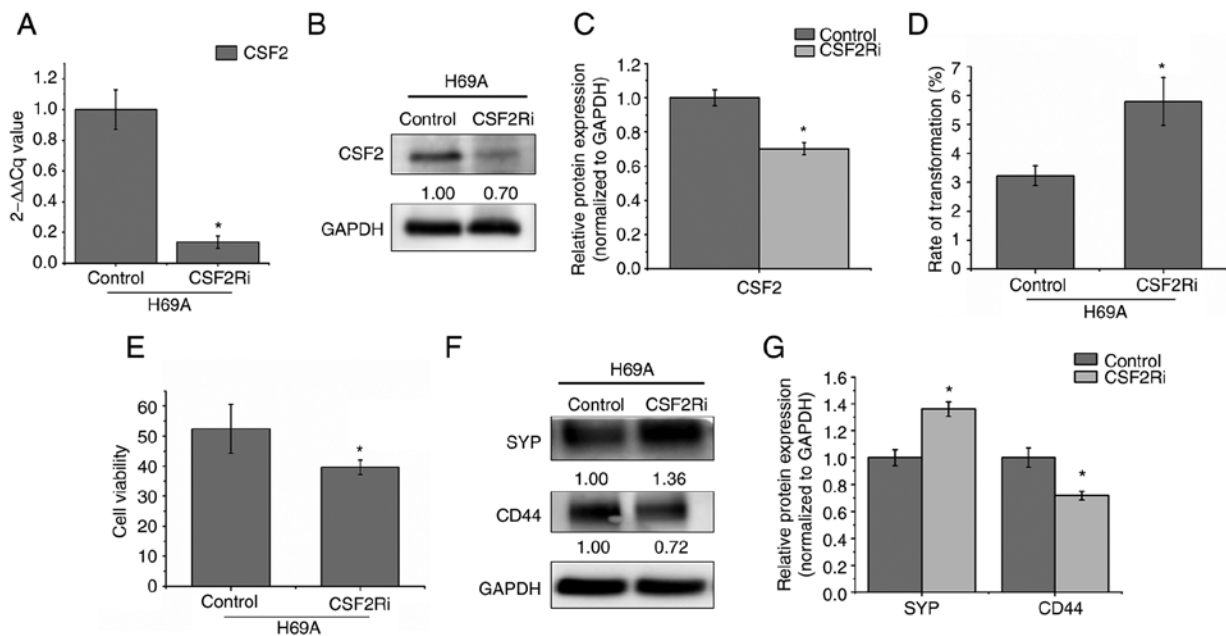 A
CSF2
2–ΔΔCq value
1.2
1.0
0.8
0.6
0.4
0.2
0.0
*
Control CSF2Ri
H69A
B
H69A
Control CSF2Ri
CSF2
1.00 0.70
GAPDH
C
Control
CSF2Ri
Relative protein expression
(normalized to GAPDH)
1.2
1.0
0.8
0.6
0.4
0.2
0.0
*
CSF2
D
Rate of transformation (%)
7
6
5
4
3
2
1
0
*
Control CSF2Ri
H69A
E
Cell viability
60
50
40
30
20
10
0
*
Control CSF2Ri
H69A
F
H69A
Control CSF2Ri
SYP
1.00 1.36
CD44
1.00 0.72
GAPDH
G
Control
CSF2Ri
Relative protein expression
(normalized to GAPDH)
1.6
1.4
1.2
1.0
0.8
0.6
0.4
0.2
0.0
*
*
SYP CD44